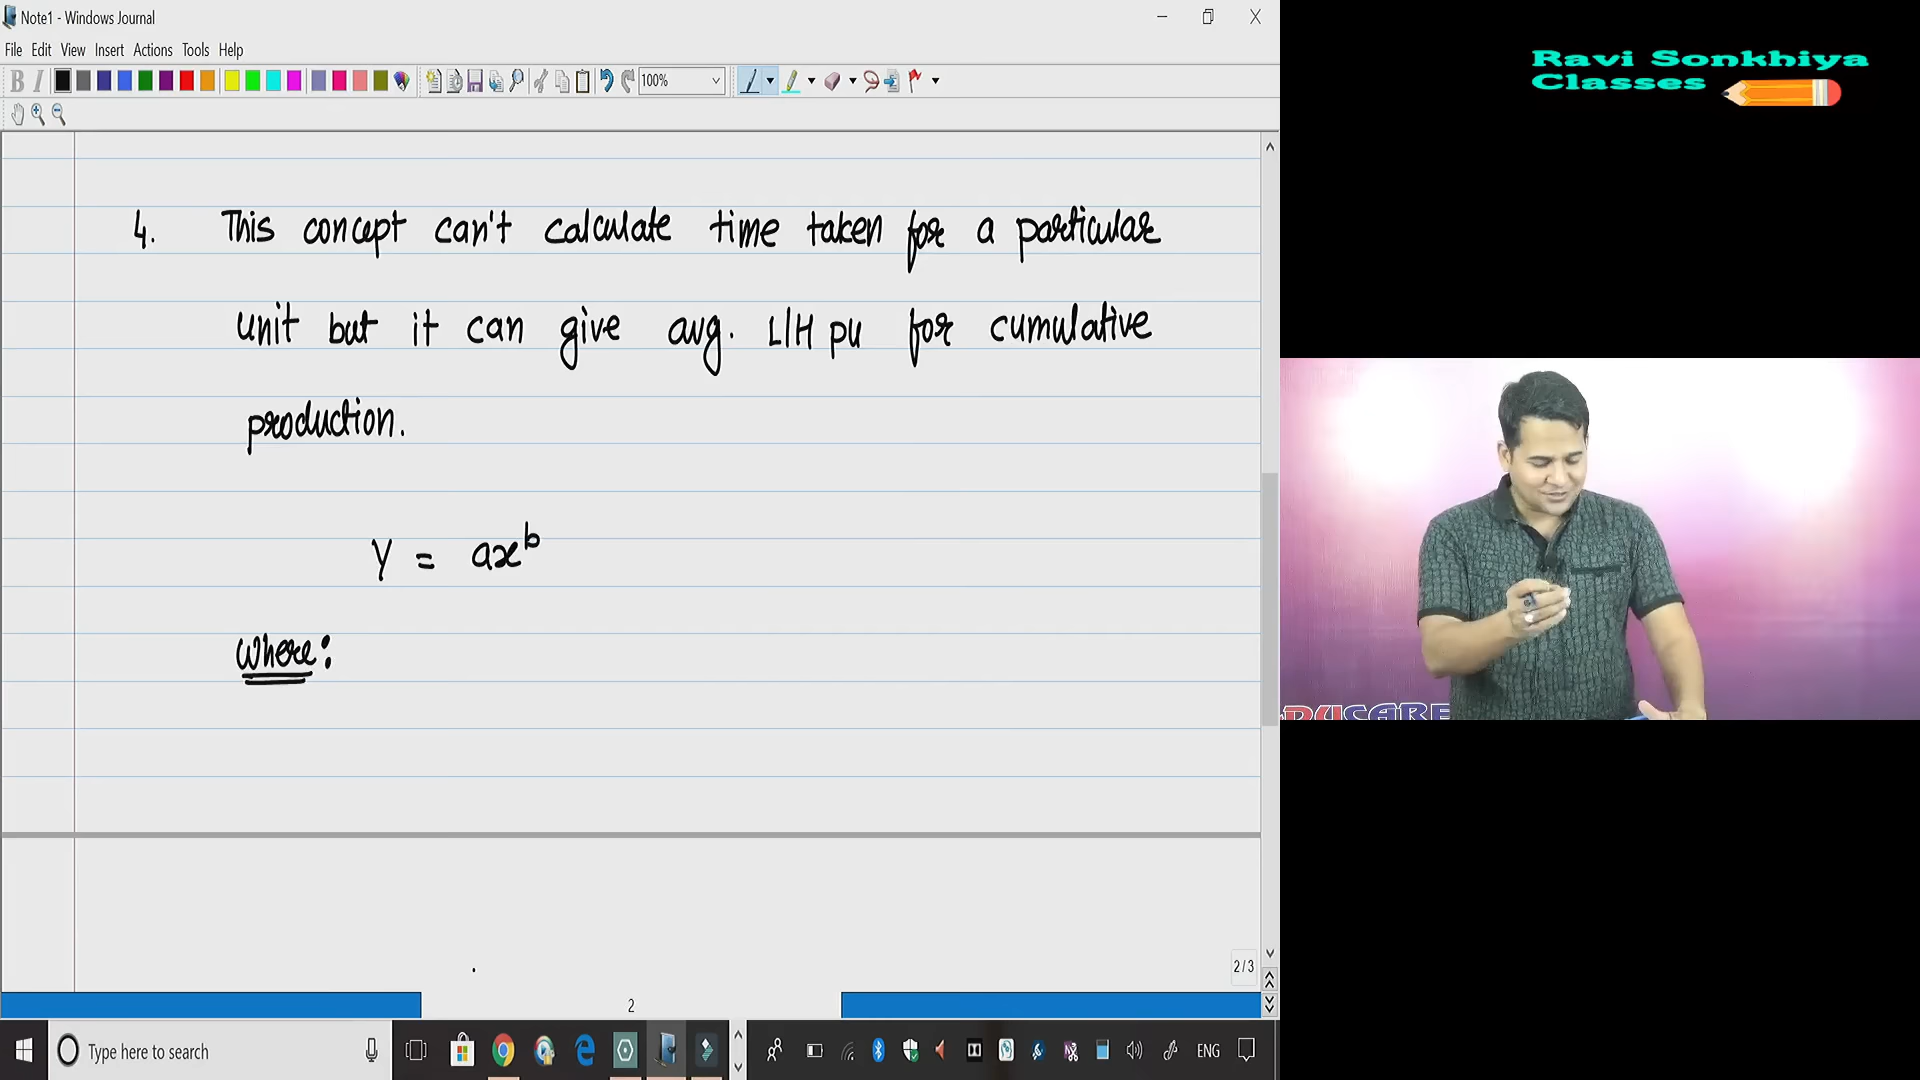 Note1 - Windows Journal
File Edit View Insert Actions Tools Help
B I 100%
Ravi Sonkhiya
Classes
4. This concept can't calculate time taken for a particular
unit but it can give avg. L/H pu for cumulative
production.
Y = ax^b
Where:
2/3
2
Type here to search
ENG